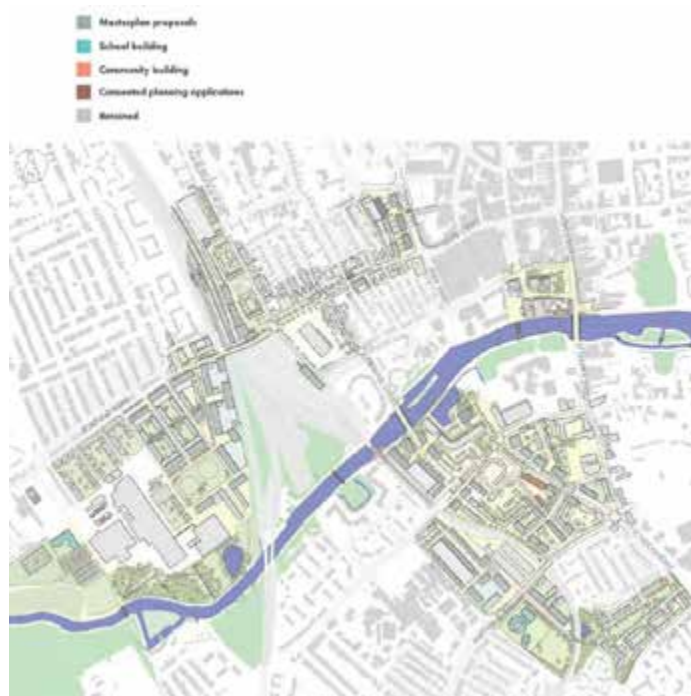 Masterplan proposals
School building
Community building
Consented planning applications
Retained